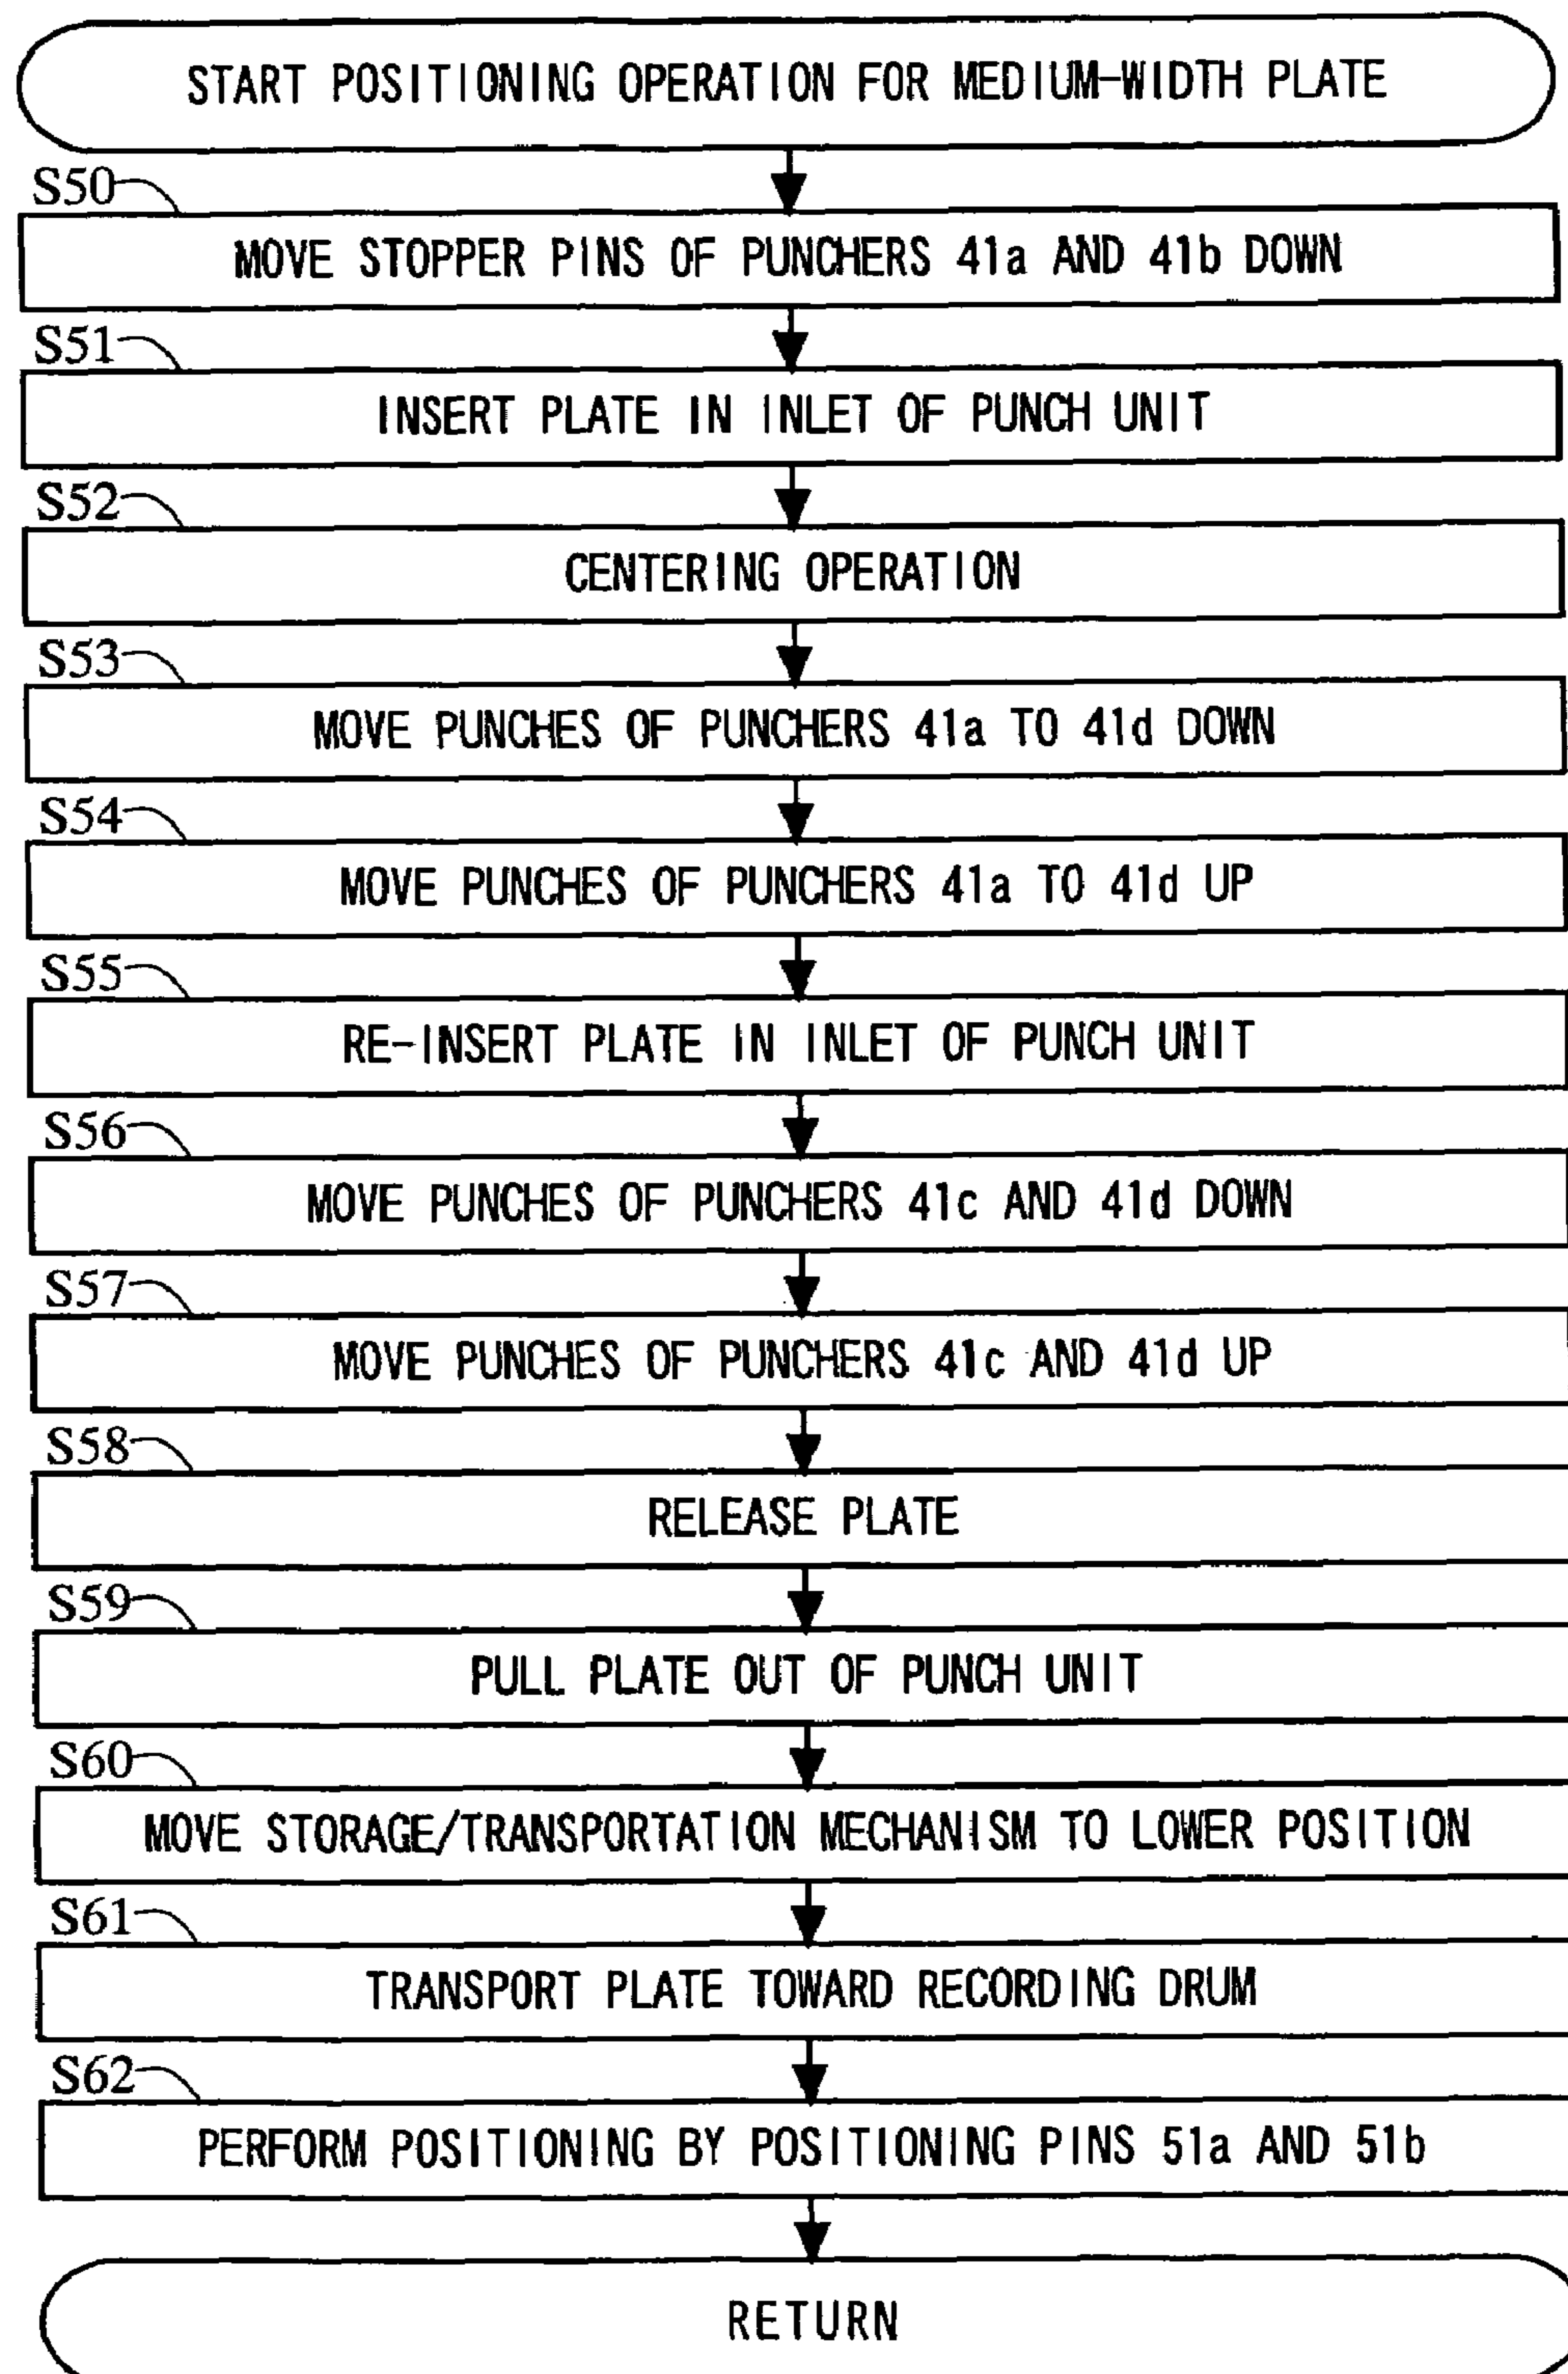 START POSITIONING OPERATION FOR MEDIUM-WIDTH PLATE
S50
MOVE STOPPER PINS OF PUNCHERS 41a AND 41b DOWN
S51
INSERT PLATE IN INLET OF PUNCH UNIT
S52
CENTERING OPERATION
S53
MOVE PUNCHES OF PUNCHERS 41a TO 41d DOWN
S54
MOVE PUNCHES OF PUNCHERS 41a TO 41d UP
S55
RE-INSERT PLATE IN INLET OF PUNCH UNIT
S56
MOVE PUNCHES OF PUNCHERS 41c AND 41d DOWN
S57
MOVE PUNCHES OF PUNCHERS 41c AND 41d UP
S58
RELEASE PLATE
S59
PULL PLATE OUT OF PUNCH UNIT
S60
MOVE STORAGE/TRANSPORTATION MECHANISM TO LOWER POSITION
S61
TRANSPORT PLATE TOWARD RECORDING DRUM
S62
PERFORM POSITIONING BY POSITIONING PINS 51a AND 51b
RETURN